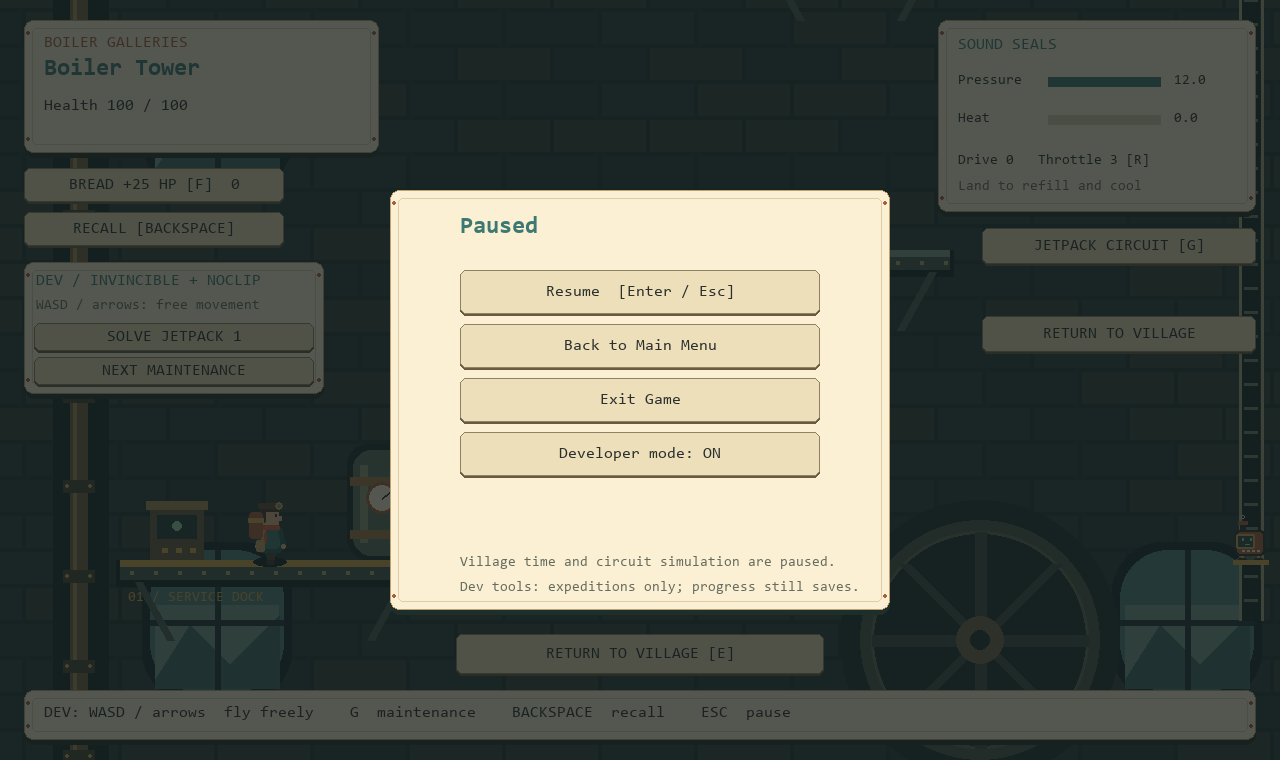 BOILER GALLERIES
Boiler Tower
Health 100 / 100
BREAD +25 HP [F]  0
RECALL [BACKSPACE]
DEV / INVINCIBLE + NOCLIP
WASD / arrows: free movement
SOLVE JETPACK 1
NEXT MAINTENANCE
SOUND SEALS
Pressure 12.0
Heat 0.0
Drive 0   Throttle 3 [R]
Land to refill and cool
JETPACK CIRCUIT [G]
RETURN TO VILLAGE
Paused
Resume  [Enter / Esc]
Back to Main Menu
Exit Game
Developer mode: ON
Village time and circuit simulation are paused.
Dev tools: expeditions only; progress still saves.
01 / SERVICE DOCK
RETURN TO VILLAGE [E]
DEV: WASD / arrows  fly freely    G  maintenance    BACKSPACE  recall    ESC  pause